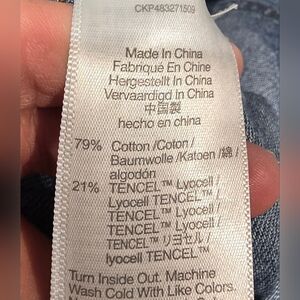 CKP483271509
Made In China
Fabriqué En Chine
Hergestellt In China
Vervaardigd In China
中国製
hecho en china
79% Cotton /Coton/
Baumwolle /Katoen /綿 /
algodón
21% TENCEL™ Lyocell /
Lyocell TENCEL™ /
TENCEL™ Lyocell /
TENCEL™ Lyocell /
TENCEL™ リヨセル /
lyocell TENCEL™
Turn Inside Out. Machine
Wash Cold With Like Colors.